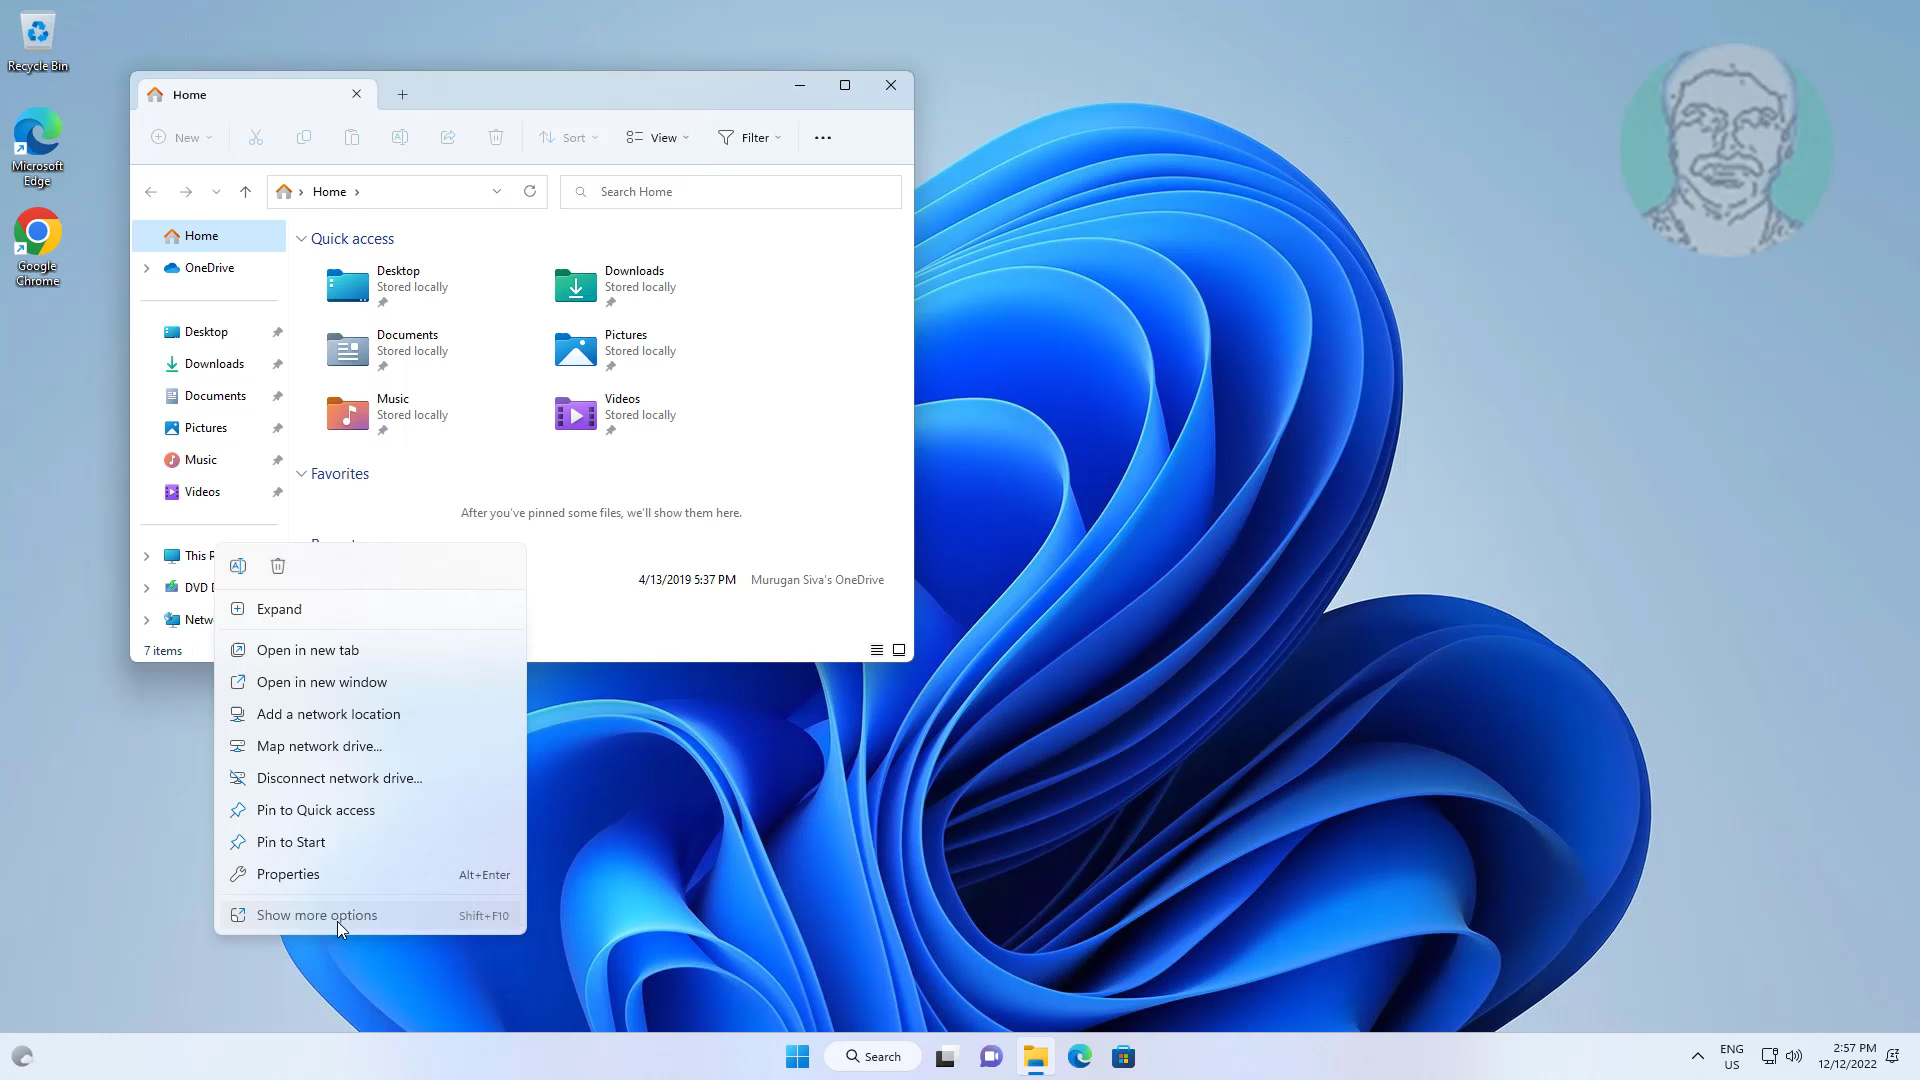 Recycle Bin
Microsoft
Edge
Google
Chrome
Home
New
Sort
View
Filter
Home
Search Home
Home
OneDrive
Desktop
Downloads
Documents
Pictures
Music
Videos
This P
DVD D
Netw
7 items
Quick access
Desktop
Stored locally
Downloads
Stored locally
Documents
Stored locally
Pictures
Stored locally
Music
Stored locally
Videos
Stored locally
Favorites
After you've pinned some files, we'll show them here.
4/13/2019 5:37 PM Murugan Siva's OneDrive
Expand
Open in new tab
Open in new window
Add a network location
Map network drive...
Disconnect network drive...
Pin to Quick access
Pin to Start
Properties Alt+Enter
Show more options Shift+F10
Search
ENG
US
2:57 PM
12/12/2022